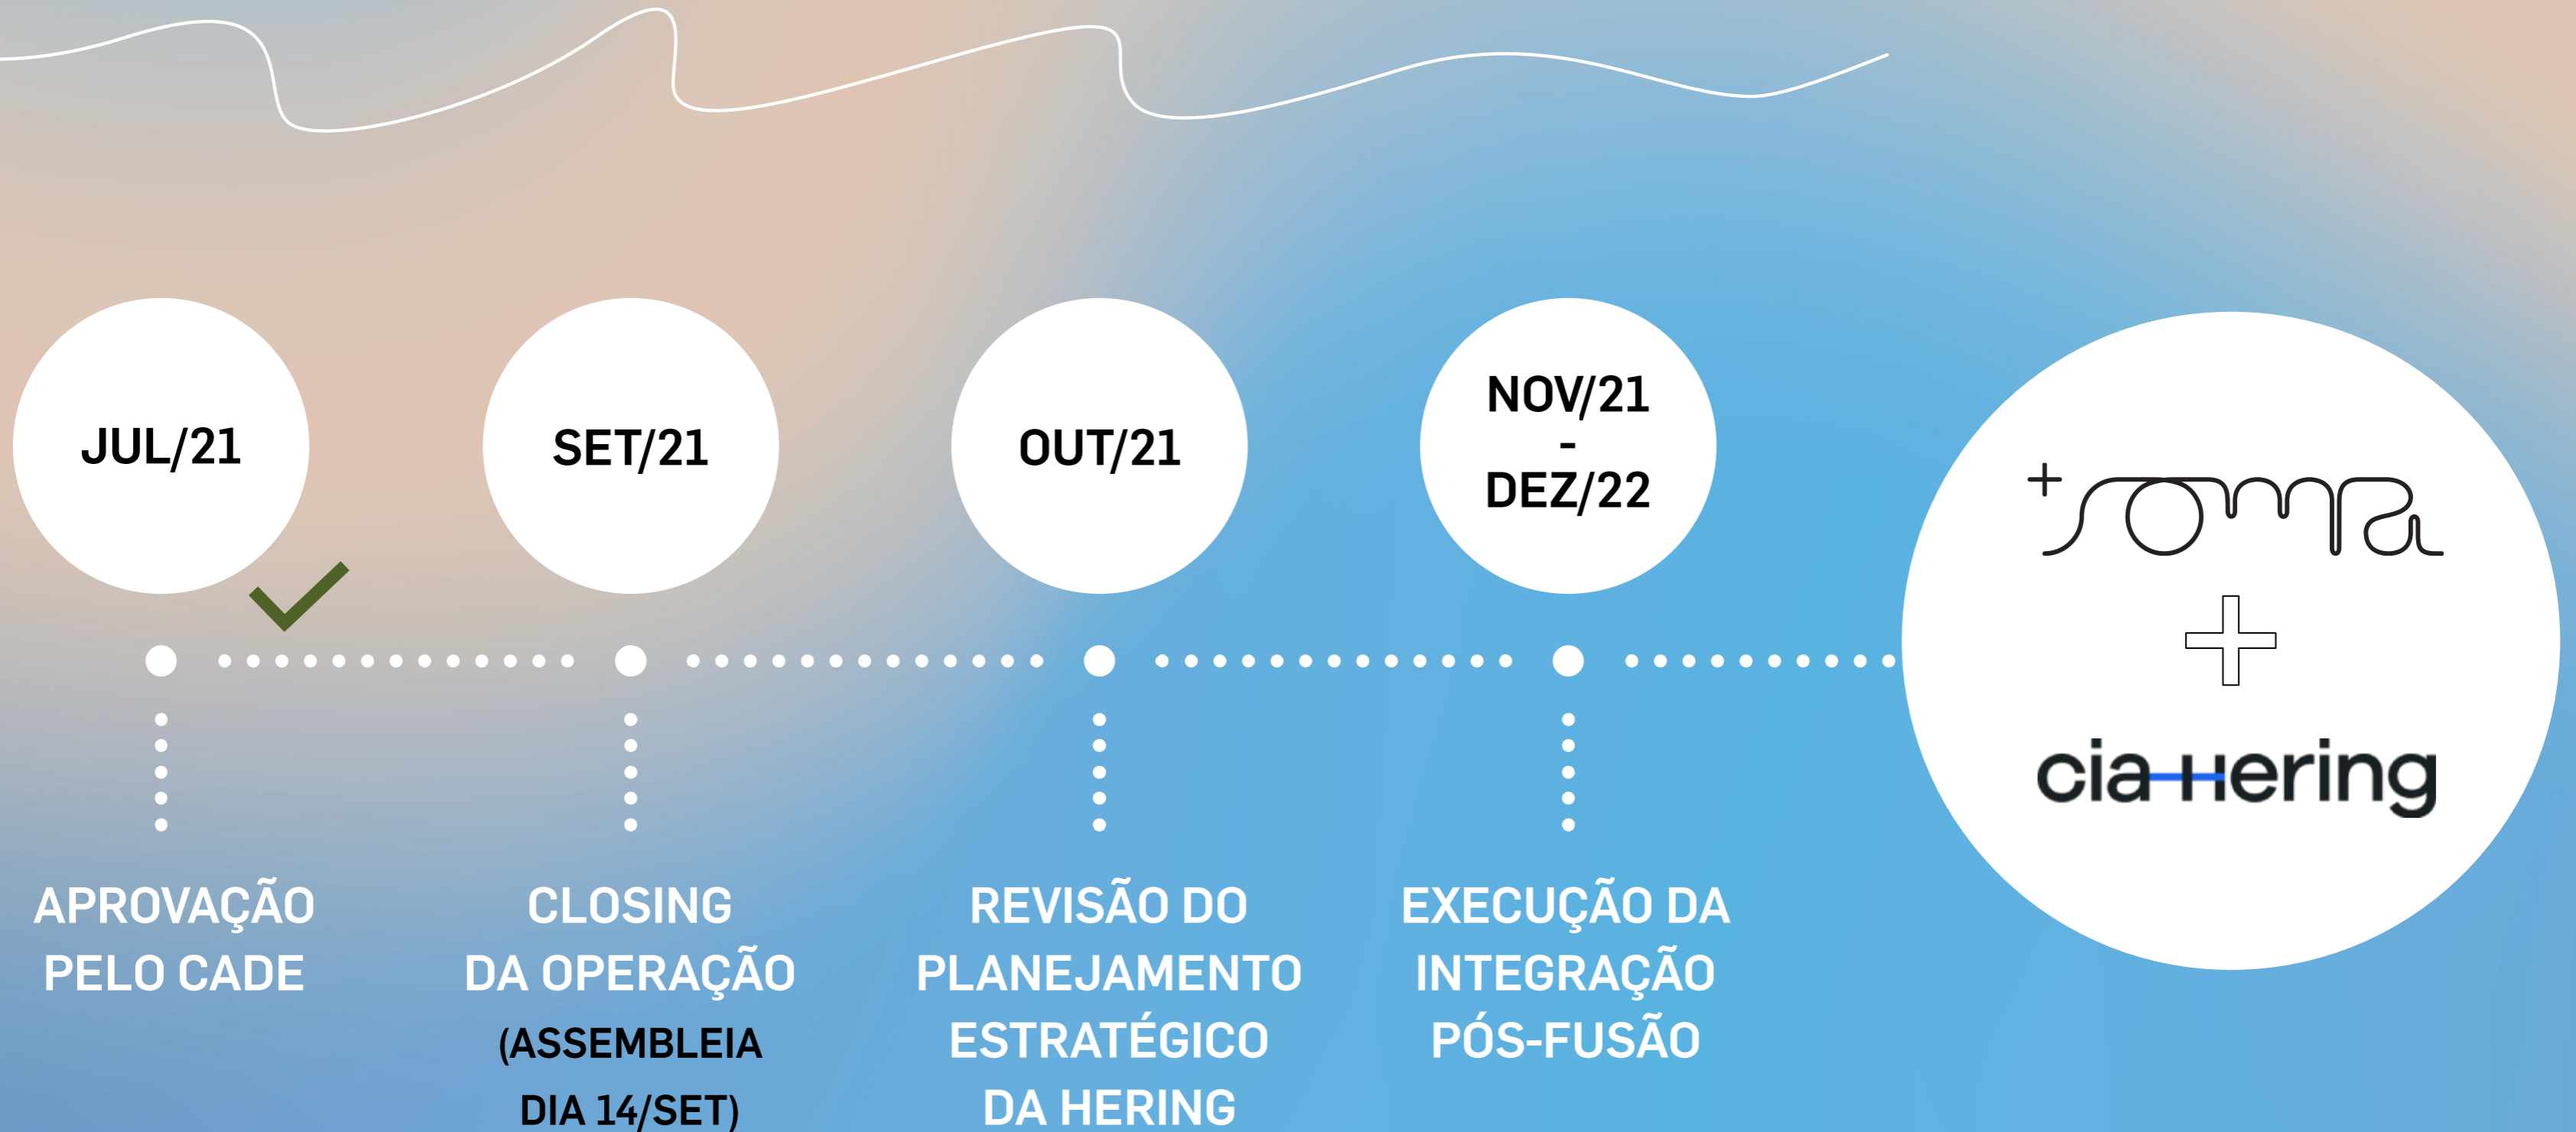 JUL/21
SET/21
OUT/21
NOV/21
-
DEZ/22
+soma
+
cia Hering
APROVAÇÃO
PELO CADE
CLOSING
DA OPERAÇÃO
(ASSEMBLEIA
DIA 14/SET)
REVISÃO DO
PLANEJAMENTO
ESTRATÉGICO
DA HERING
EXECUÇÃO DA
INTEGRAÇÃO
PÓS-FUSÃO